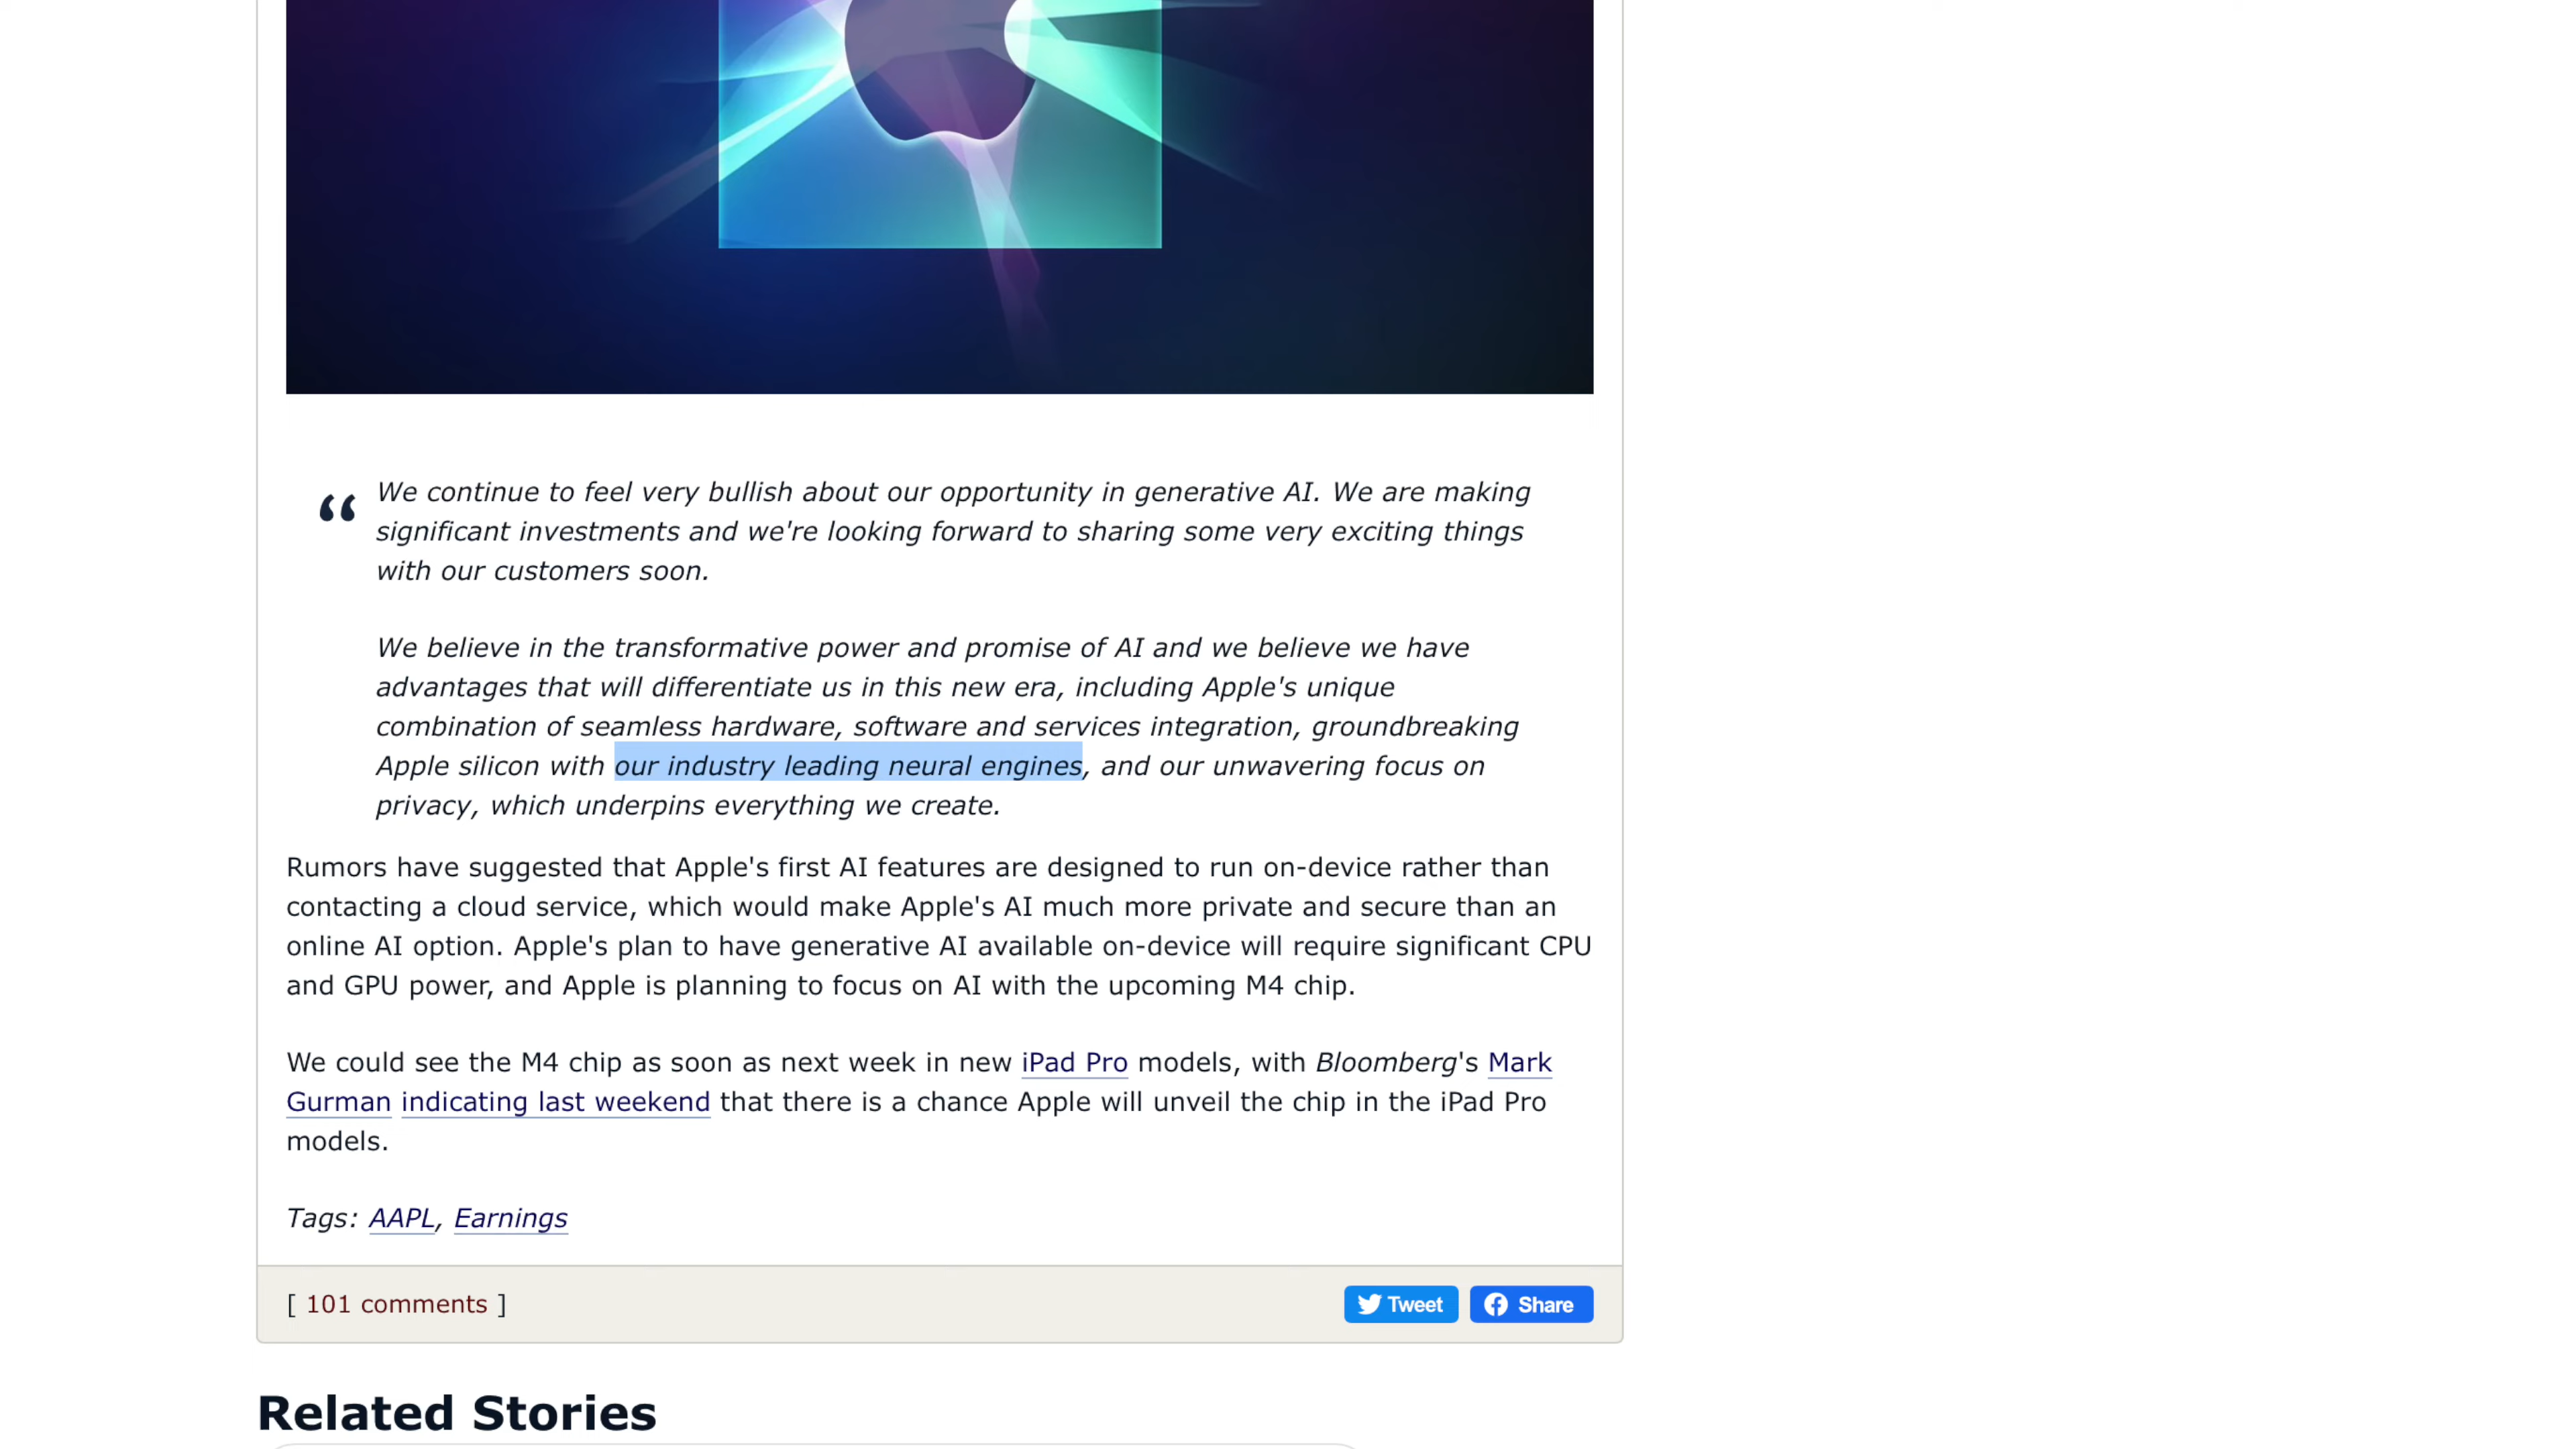 “ We continue to feel very bullish about our opportunity in generative AI. We are making
significant investments and we're looking forward to sharing some very exciting things
with our customers soon.
We believe in the transformative power and promise of AI and we believe we have
advantages that will differentiate us in this new era, including Apple's unique
combination of seamless hardware, software and services integration, groundbreaking
Apple silicon with our industry leading neural engines, and our unwavering focus on
privacy, which underpins everything we create.
Rumors have suggested that Apple's first AI features are designed to run on-device rather than
contacting a cloud service, which would make Apple's AI much more private and secure than an
online AI option. Apple's plan to have generative AI available on-device will require significant CPU
and GPU power, and Apple is planning to focus on AI with the upcoming M4 chip.
We could see the M4 chip as soon as next week in new iPad Pro models, with Bloomberg's Mark
Gurman indicating last weekend that there is a chance Apple will unveil the chip in the iPad Pro
models.
Tags: AAPL, Earnings
[ 101 comments ] Tweet Share
Related Stories